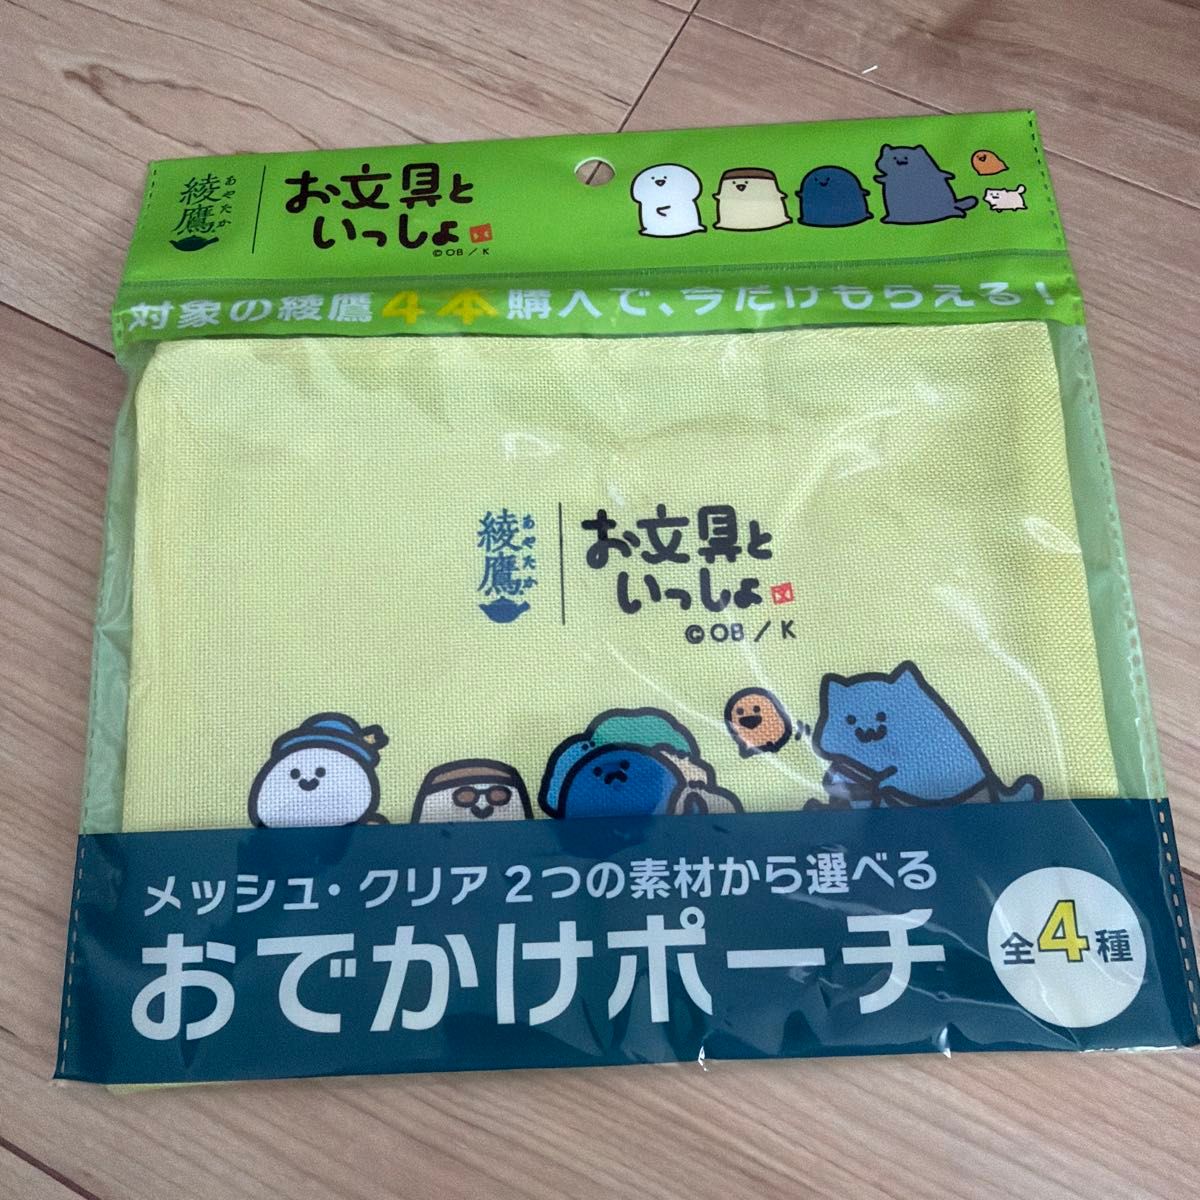 あやたか
綾鷹
お文具と
いっしょ
©OB/K
対象の綾鷹4本購入で、今だけもらえる!
あやたか
綾鷹
お文具と
いっしょ
©OB/K
メッシュ・クリア2つの素材から選べる
おでかけポーチ
全4種